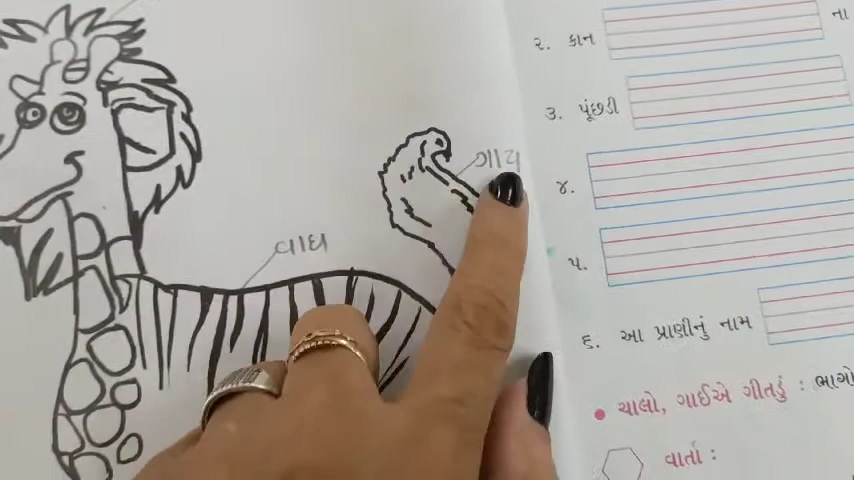 ગાય
વાઘ
૨. કાન
ના
૩. પૂંછડી
૪.
૫.
૬. આ પ્રાણીનું નામ
• ચાલો, ગાઈએ ગીતડું :
વાર્તા :